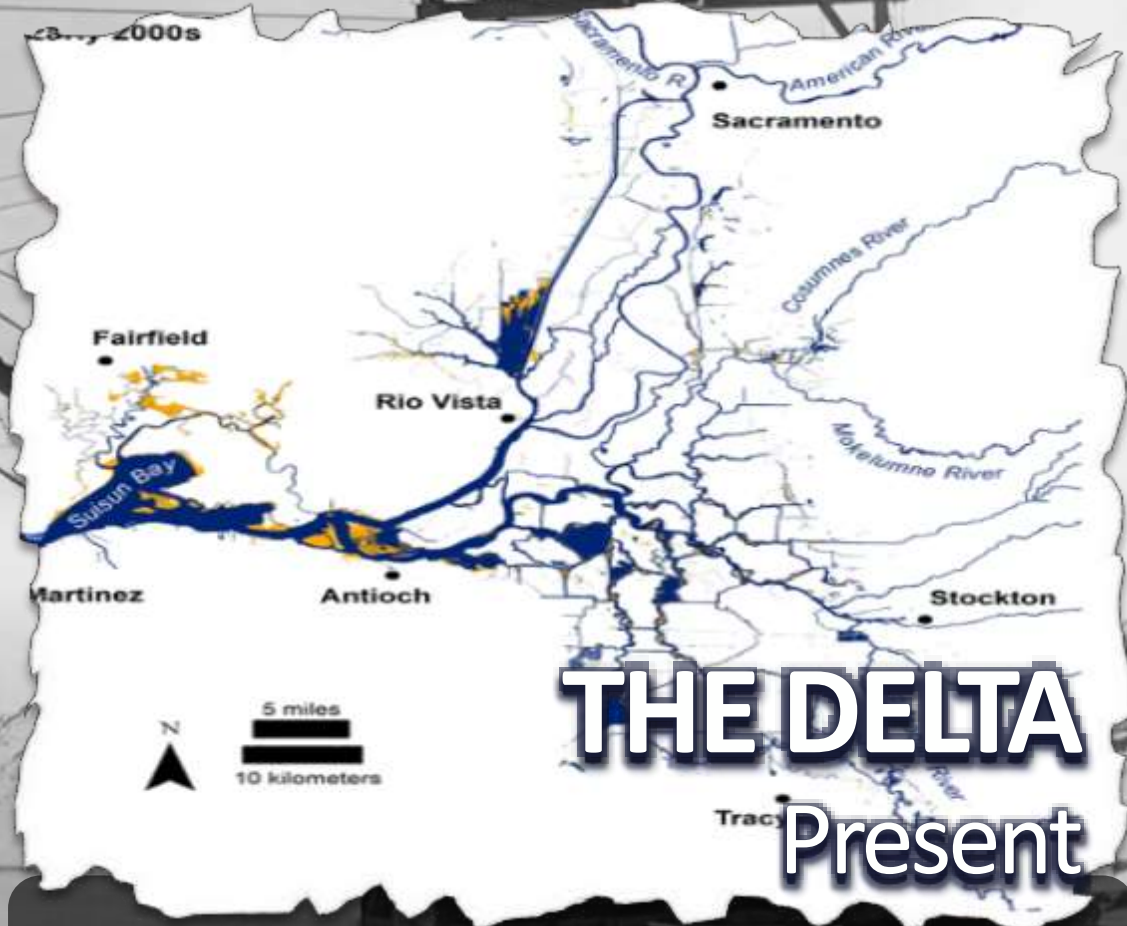 2000s
Sacramento R.
American River
Sacramento
Cosumnes River
Fairfield
Rio Vista
Mokelumne River
Suisun Bay
Martinez
Antioch
Stockton
5 miles
N
10 kilometers
THE DELTA
River
Tracy
Present